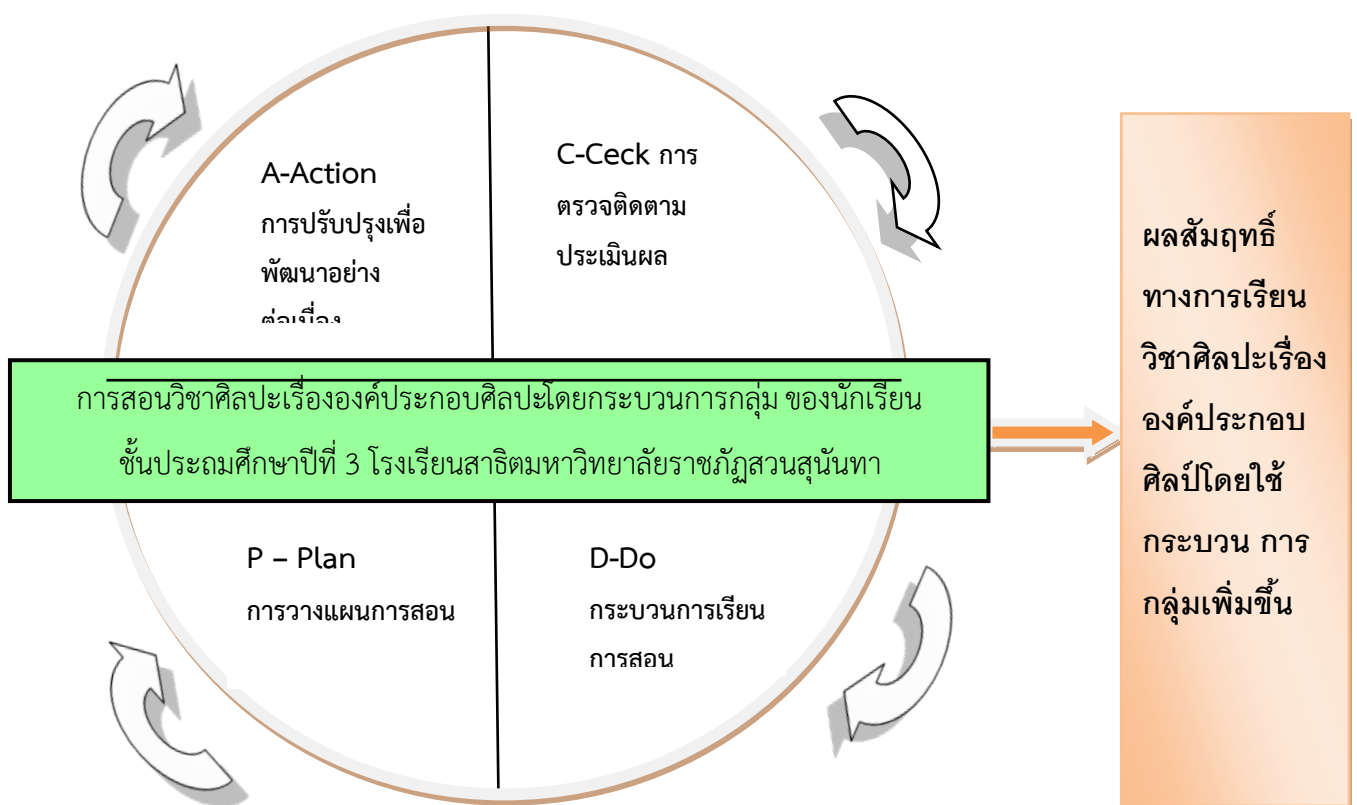 A-Action
การปรับปรุงเพื่อ
พัฒนาอย่าง
ต่อเนื่อง
C-Ceck การ
ตรวจติดตาม
ประเมินผล
การสอนวิชาศิลปะเรื่ององค์ประกอบศิลปะโดยกระบวนการกลุ่ม ของนักเรียน
ชั้นประถมศึกษาปีที่ 3 โรงเรียนสาธิตมหาวิทยาลัยราชภัฏสวนสุนันทา
P – Plan
การวางแผนการสอน
D-Do
กระบวนการเรียน
การสอน
ผลสัมฤทธิ์
ทางการเรียน
วิชาศิลปะเรื่อง
องค์ประกอบ
ศิลป์โดยใช้
กระบวน การ
กลุ่มเพิ่มขึ้น